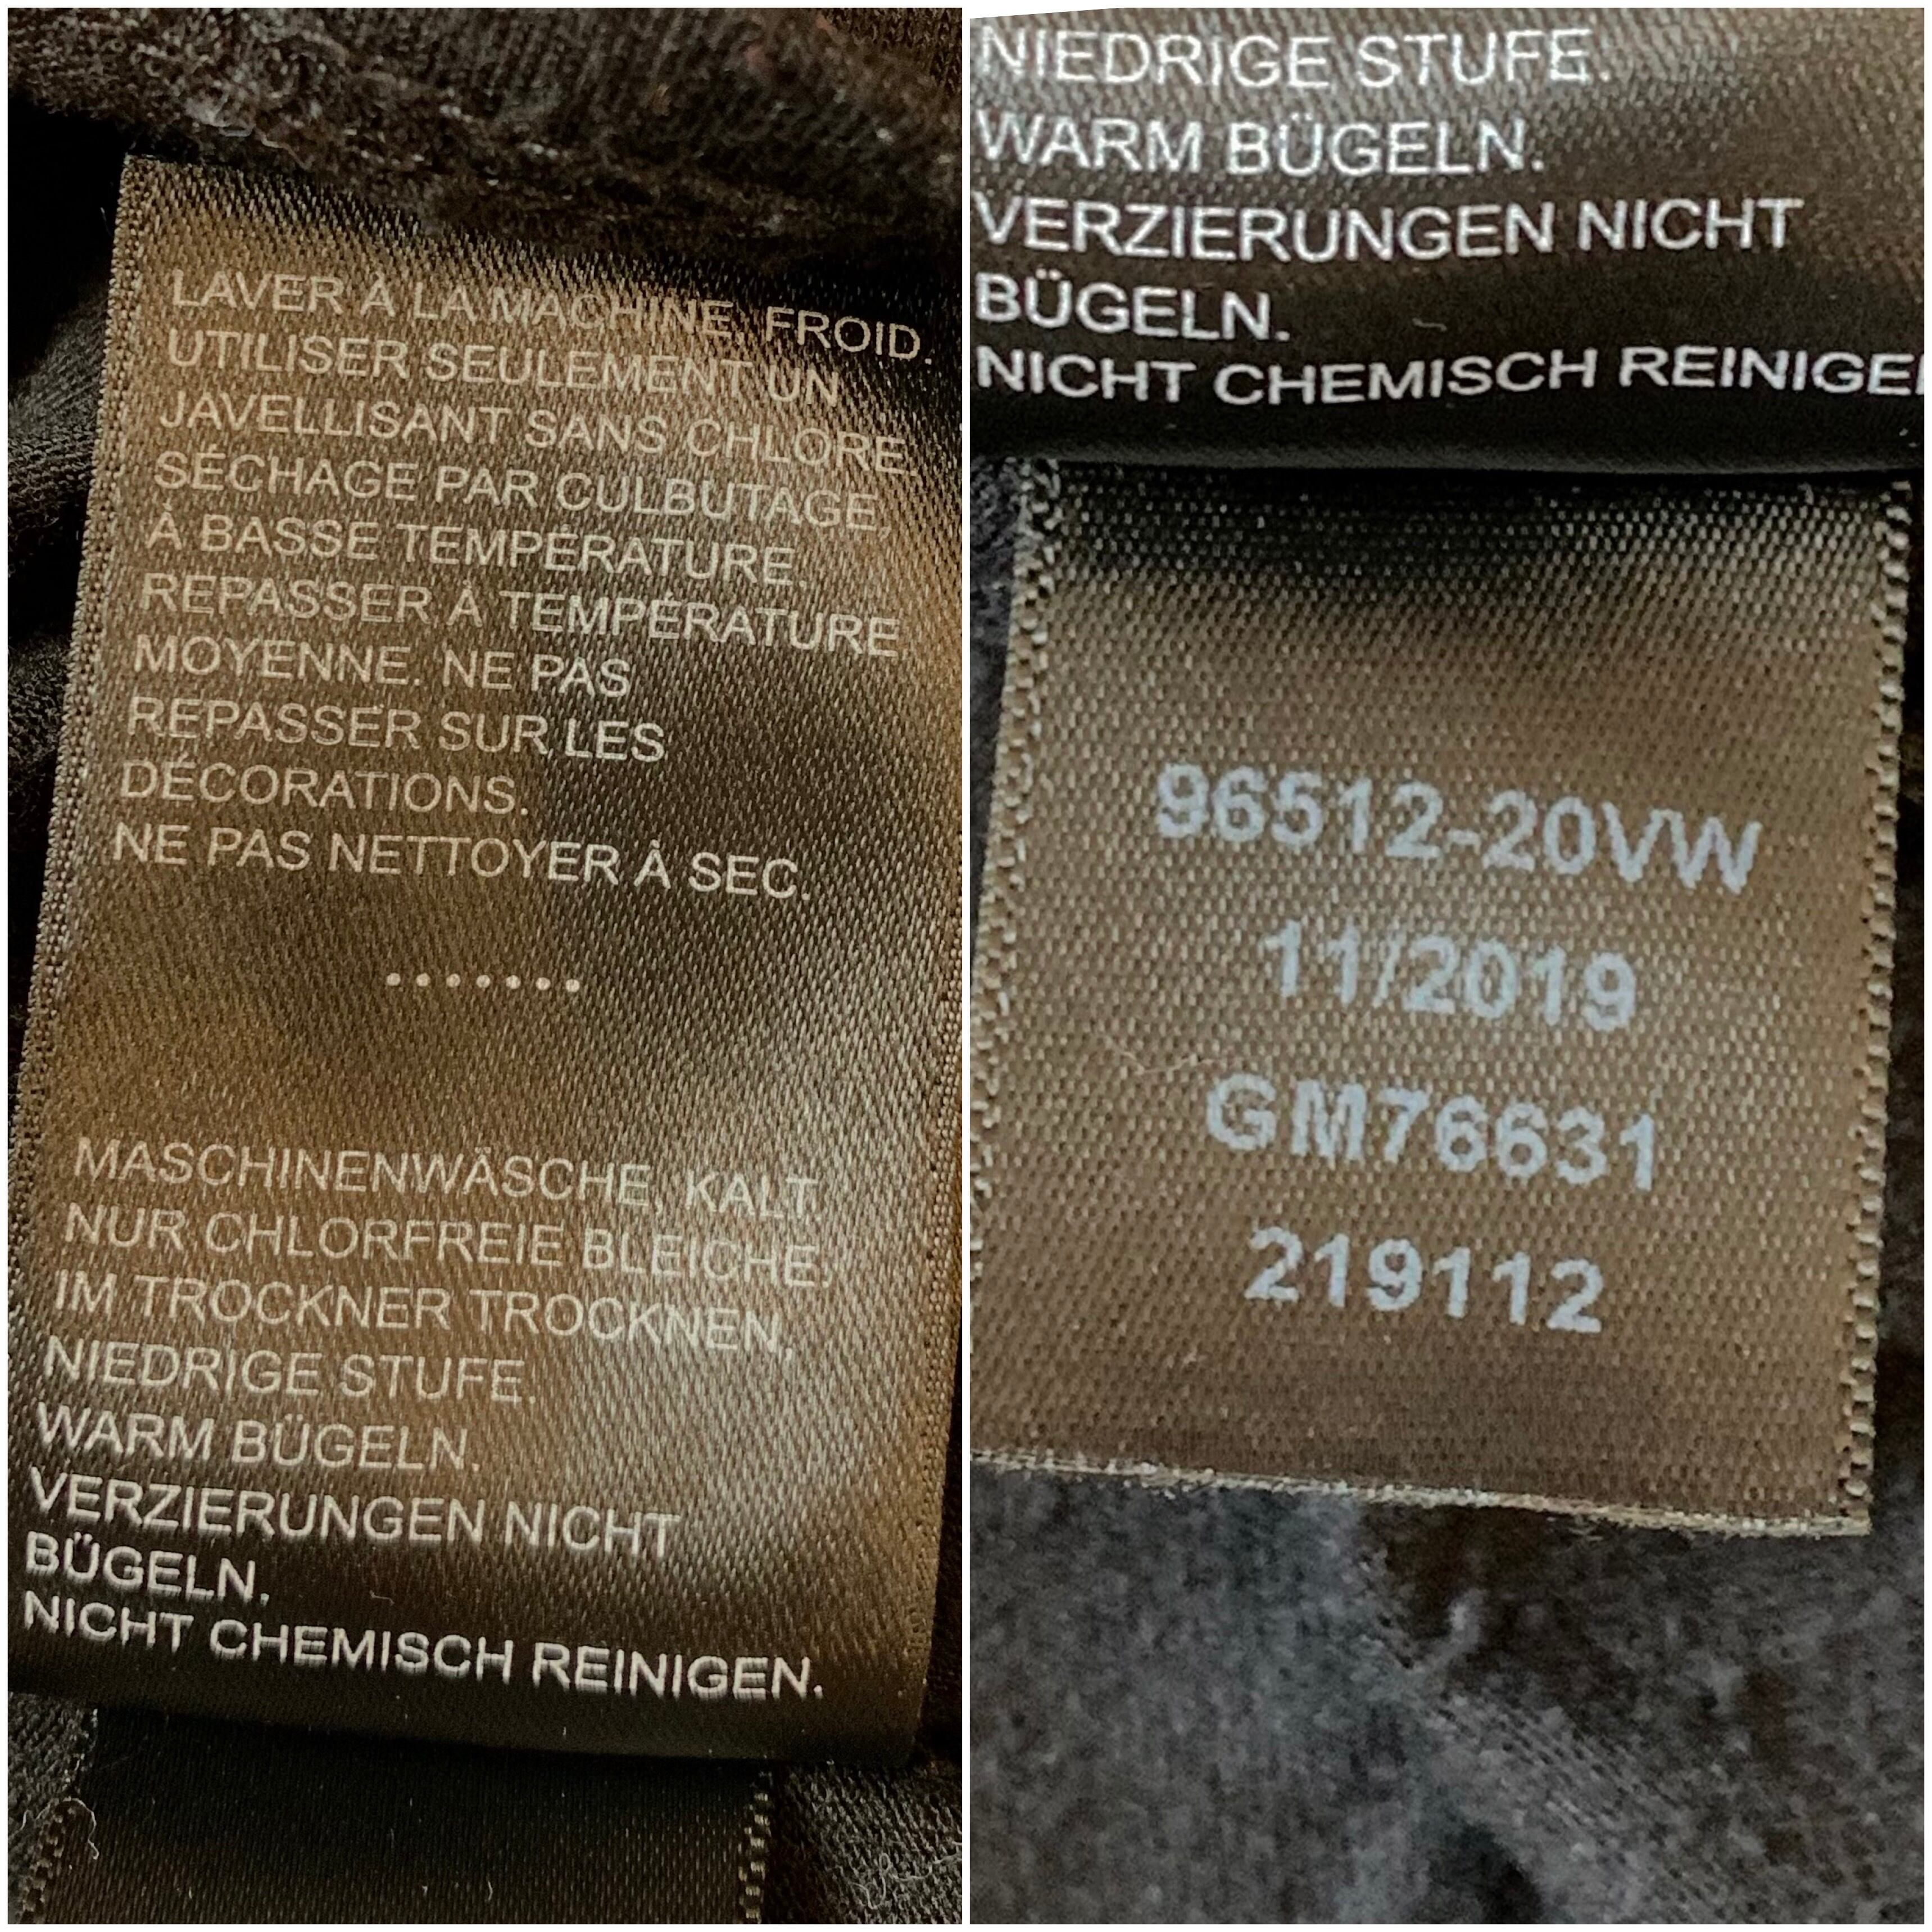 LAVER À LA MACHINE, FROID.
UTILISER SEULEMENT UN
JAVELLISANT SANS CHLORE.
SÉCHAGE PAR CULBUTAGE
À BASSE TEMPÉRATURE.
REPASSER À TEMPÉRATURE
MOYENNE. NE PAS
REPASSER SUR LES
DÉCORATIONS.
NE PAS NETTOYER À SEC.
.......
MASCHINENWÄSCHE, KALT.
NUR CHLORFREIE BLEICHE.
IM TROCKNER TROCKNEN,
NIEDRIGE STUFE.
WARM BÜGELN.
VERZIERUNGEN NICHT
BÜGELN.
NICHT CHEMISCH REINIGEN.
NIEDRIGE STUFE.
WARM BÜGELN.
VERZIERUNGEN NICHT
BÜGELN.
NICHT CHEMISCH REINIGE
96512-20VW
11/2019
GM76631
219112